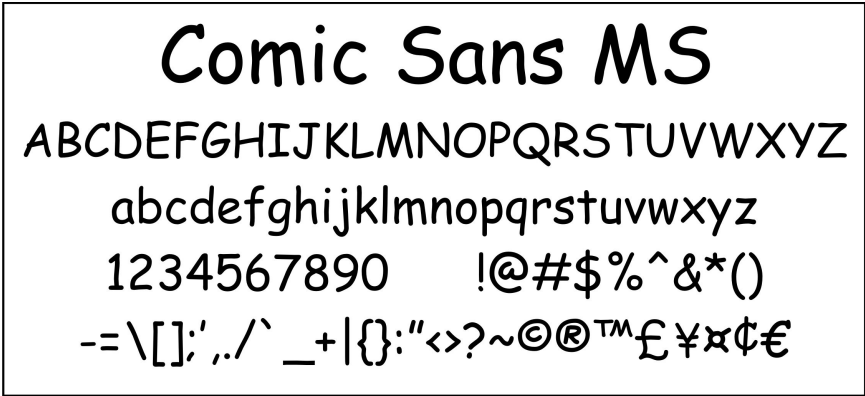 Comic Sans MS
ABCDEFGHIJKLMNOPQRSTUVWXYZ
abcdefghijklmnopqrstuvwxyz
1234567890 !@#$%^&*()
-=\[];',./`_+|{}:"<>?~©®™£¥¤¢€